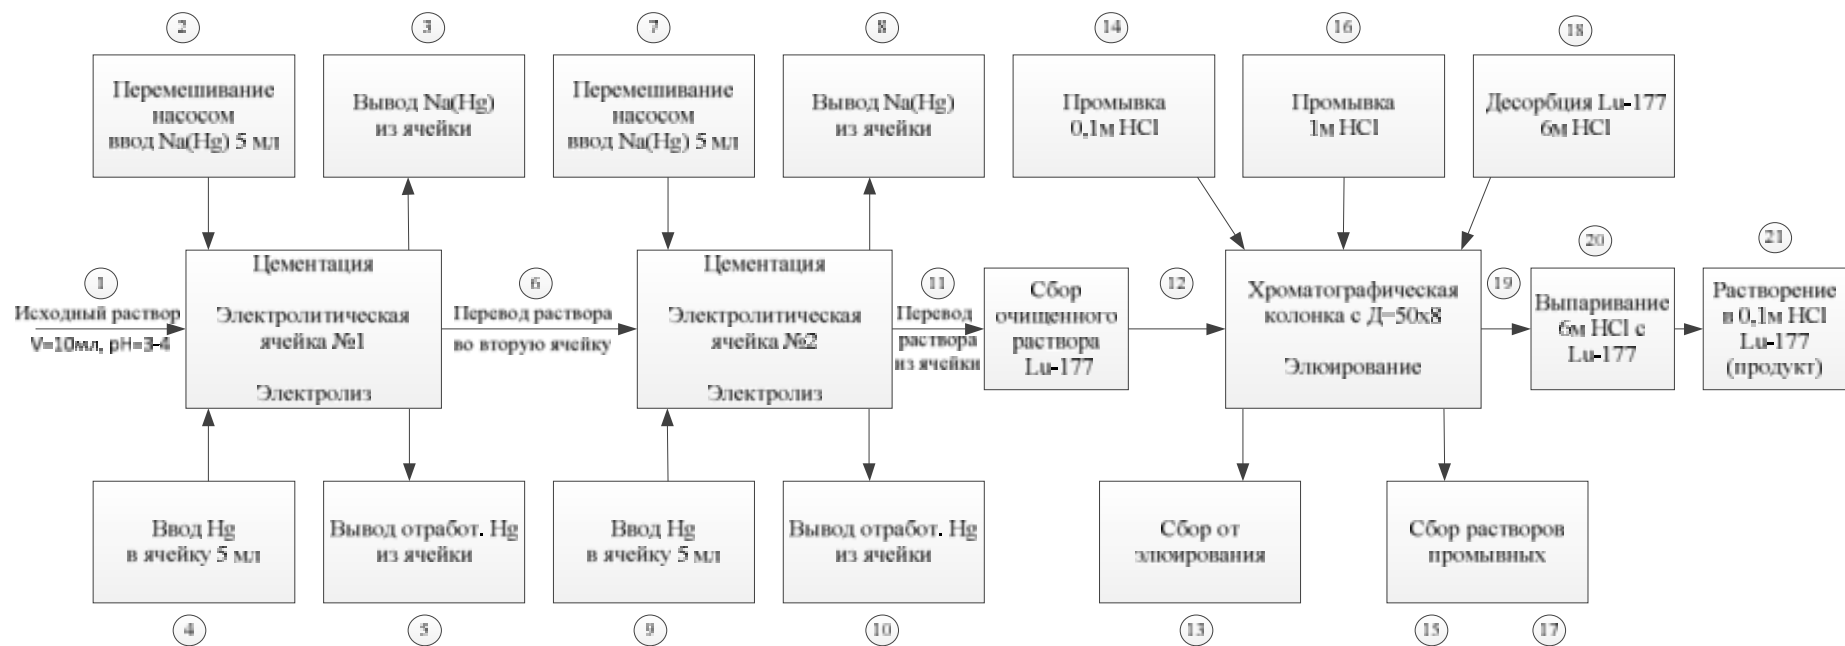 2
3
7
8
14
16
18
Перемешивание
насосом
ввод Na(Hg) 5 мл
Вывод Na(Hg)
из ячейки
Перемешивание
насосом
ввод Na(Hg) 5 мл
Вывод Na(Hg)
из ячейки
Промывка
0,1м HCl
Промывка
1м HCl
Десорбция Lu-177
6м HCl
1
Исходный раствор
V=10мл, pH=3-4
Цементация
Электролитическая
ячейка №1
Электролиз
6
Перевод раствора
во вторую ячейку
Цементация
Электролитическая
ячейка №2
Электролиз
11
Перевод
раствора
из ячейки
Сбор
очищенного
раствора
Lu-177
12
Хроматографическая
колонка с Д=50х8
Элюирование
19
20
Выпаривание
6м HCl с
Lu-177
21
Растворение
в 0,1м HCl
Lu-177
(продукт)
Ввод Hg
в ячейку 5 мл
Вывод отработ. Hg
из ячейки
Ввод Hg
в ячейку 5 мл
Вывод отработ. Hg
из ячейки
Сбор от
элюирования
Сбор растворов
промывных
4
5
9
10
13
15
17